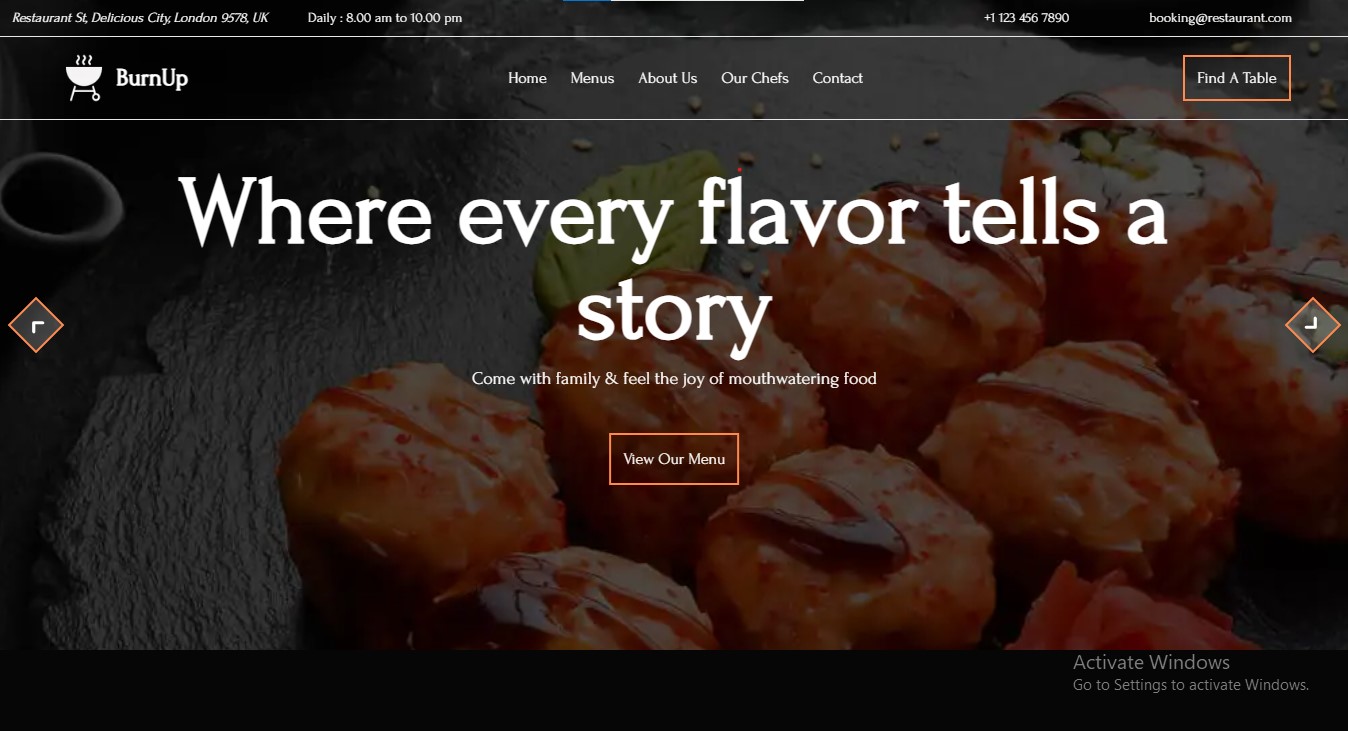 Restaurant St, Delicious City, London 9578, UK
Daily : 8.00 am to 10.00 pm
+1 123 456 7890
booking@restaurant.com
BurnUp
Home
Menus
About Us
Our Chefs
Contact
Find A Table
Where every flavor tells a
story
Come with family & feel the joy of mouthwatering food
View Our Menu
Activate Windows
Go to Settings to activate Windows.